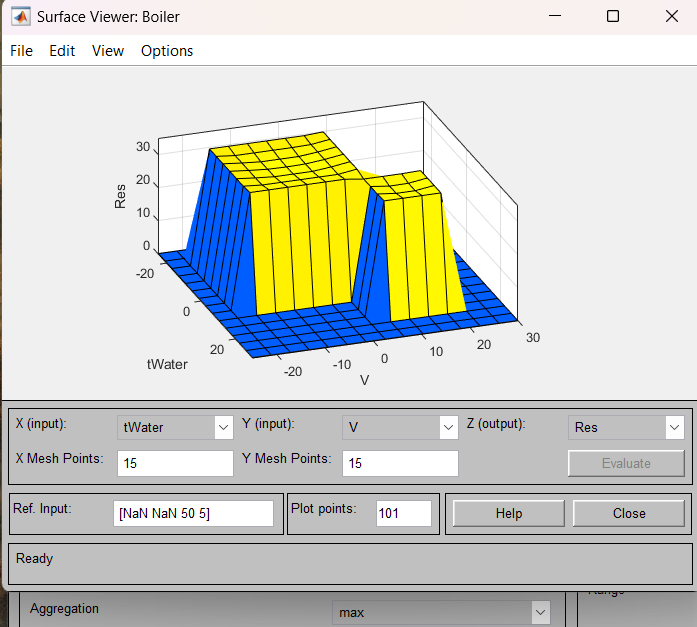 Surface Viewer: Boiler
File Edit View Options
30
20
10
0
Res
-20
0
20
tWater
-20
-10
0
10
20
30
V
X (input): tWater Y (input): V Z (output): Res
X Mesh Points: 15 Y Mesh Points: 15 Evaluate
Ref. Input: [NaN NaN 50 5] Plot points: 101 Help Close
Ready
Aggregation max